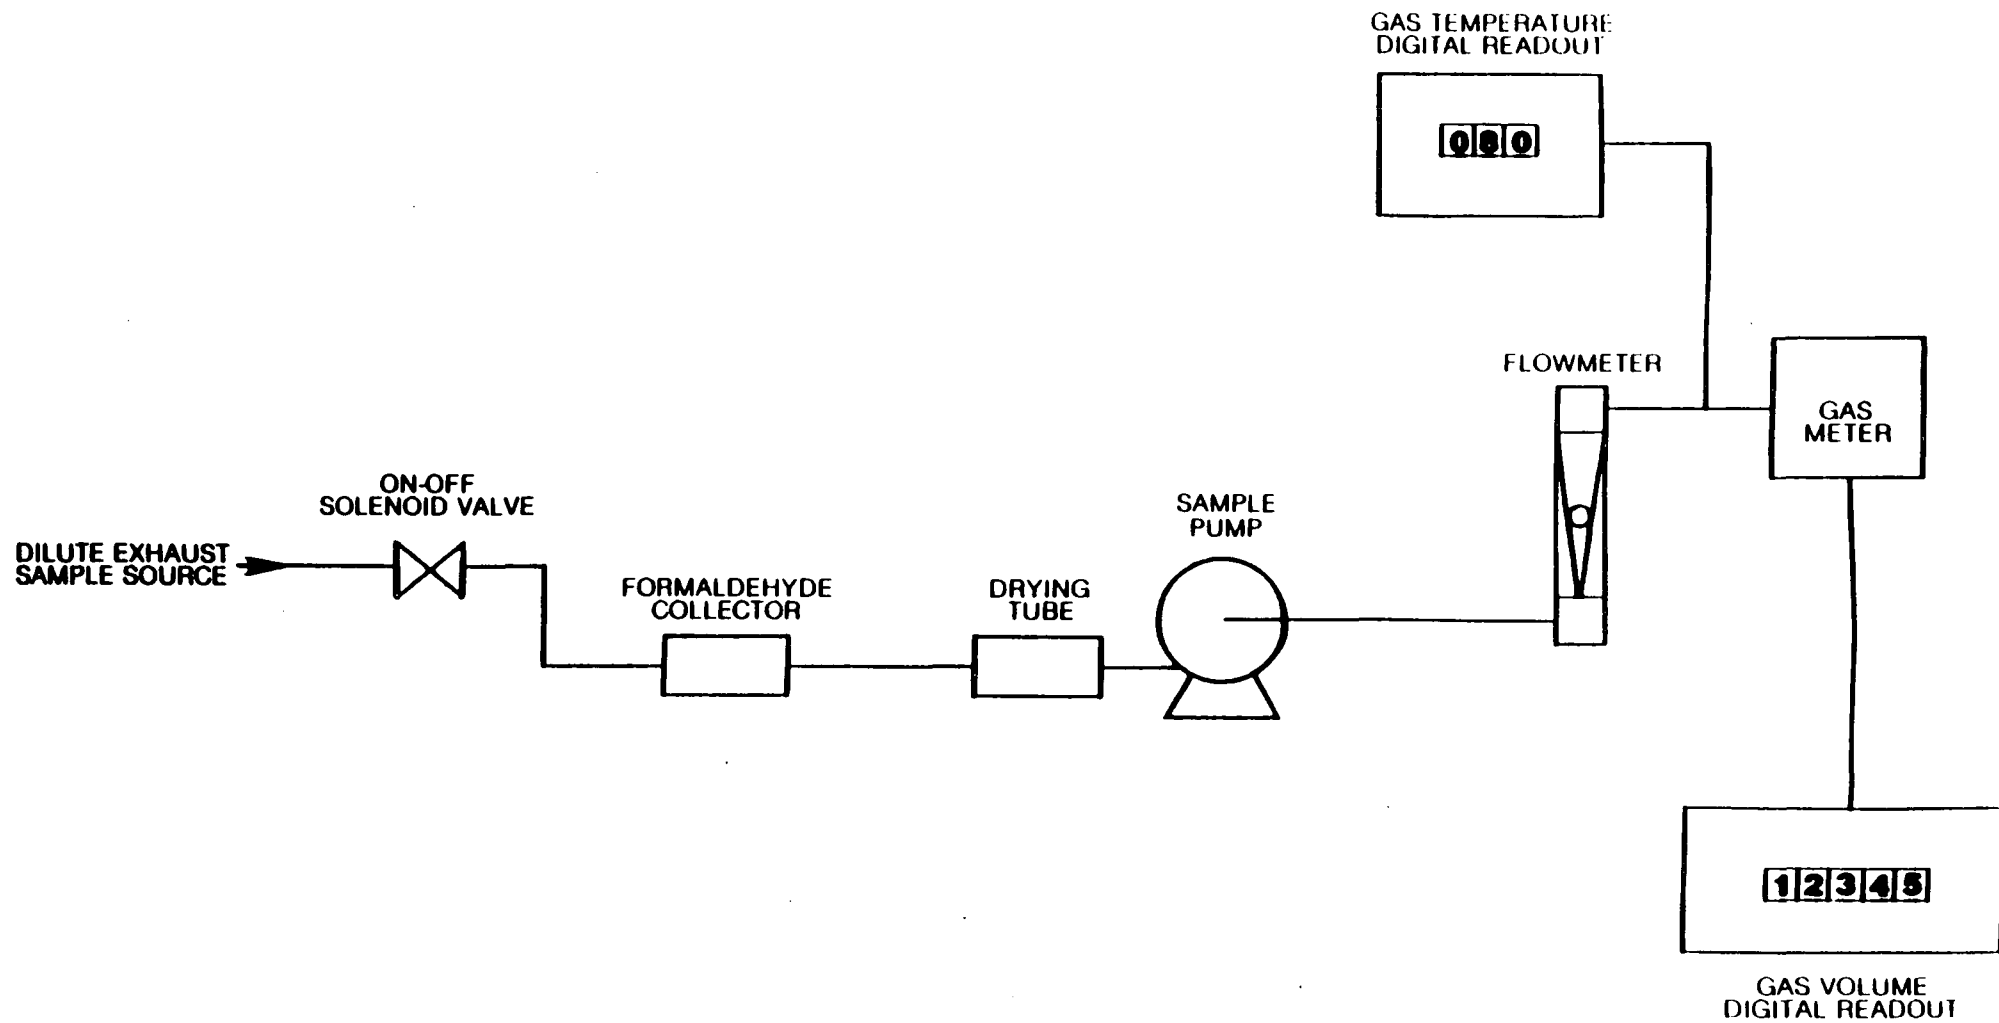 GAS TEMPERATURE
DIGITAL READOUT
080
FLOWMETER
GAS
METER
ON-OFF
SOLENOID VALVE
SAMPLE
PUMP
DILUTE EXHAUST
SAMPLE SOURCE
FORMALDEHYDE
COLLECTOR
DRYING
TUBE
12345
GAS VOLUME
DIGITAL READOUT